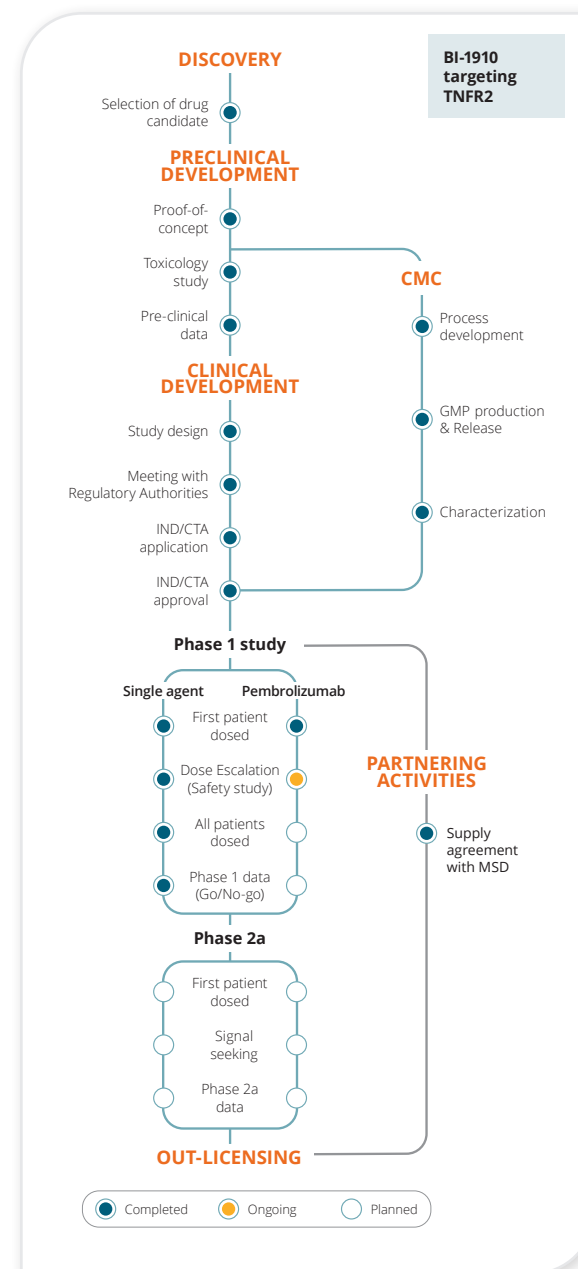 DISCOVERY
BI-1910
targeting
TNFR2
Selection of drug
candidate
PRECLINICAL
DEVELOPMENT
Proof-of-
concept
Toxicology
study
CMC
Pre-clinical
data
Process
development
CLINICAL
DEVELOPMENT
Study design
GMP production
& Release
Meeting with
Regulatory Authorities
Characterization
IND/CTA
application
IND/CTA
approval
Phase 1 study
Single agent
Pembrolizumab
First patient
dosed
Dose Escalation
(Safety study)
PARTNERING
ACTIVITIES
All patients
dosed
Supply
agreement
with MSD
Phase 1 data
(Go/No-go)
Phase 2a
First patient
dosed
Signal
seeking
Phase 2a
data
OUT-LICENSING
Completed
Ongoing
Planned